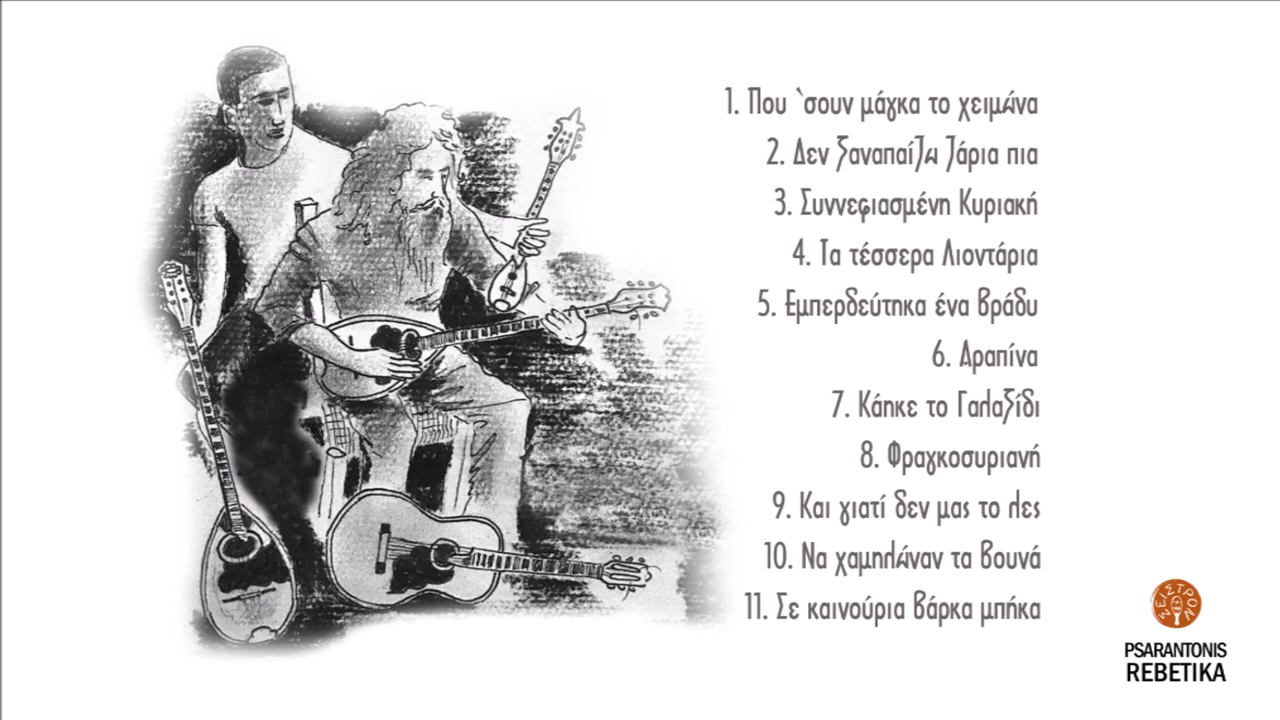 1. Που `σουν μάγκα το χειμώνα
2. Δεν ξαναπαίζω ζάρια πια
3. Συννεφιασμένη Κυριακή
4. Τα τέσσερα Λιοντάρια
5. Εμπερδεύτηκα ένα βράδυ
6. Αραπίνα
7. Κάηκε το Γαλαξίδι
8. Φραγκοσυριανή
9. Και γιατί δεν μας το λες
10. Να χαμηλώναν τα βουνά
11. Σε καινούρια βάρκα μπήκα
ΣΕΙΣΤΡΟΝ
PSARANTONIS
REBETIKA